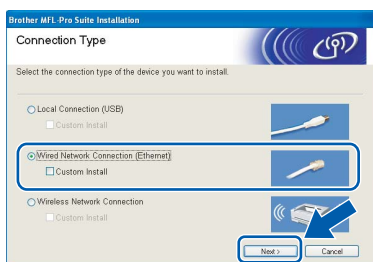 Brother MFL-Pro Suite Installation
Connection Type
Select the connection type of the device you want to install.
Local Connection (USB)
Custom Install
Wired Network Connection (Ethernet)
Custom Install
Wireless Network Connection
Custom Install
Next >
Cancel